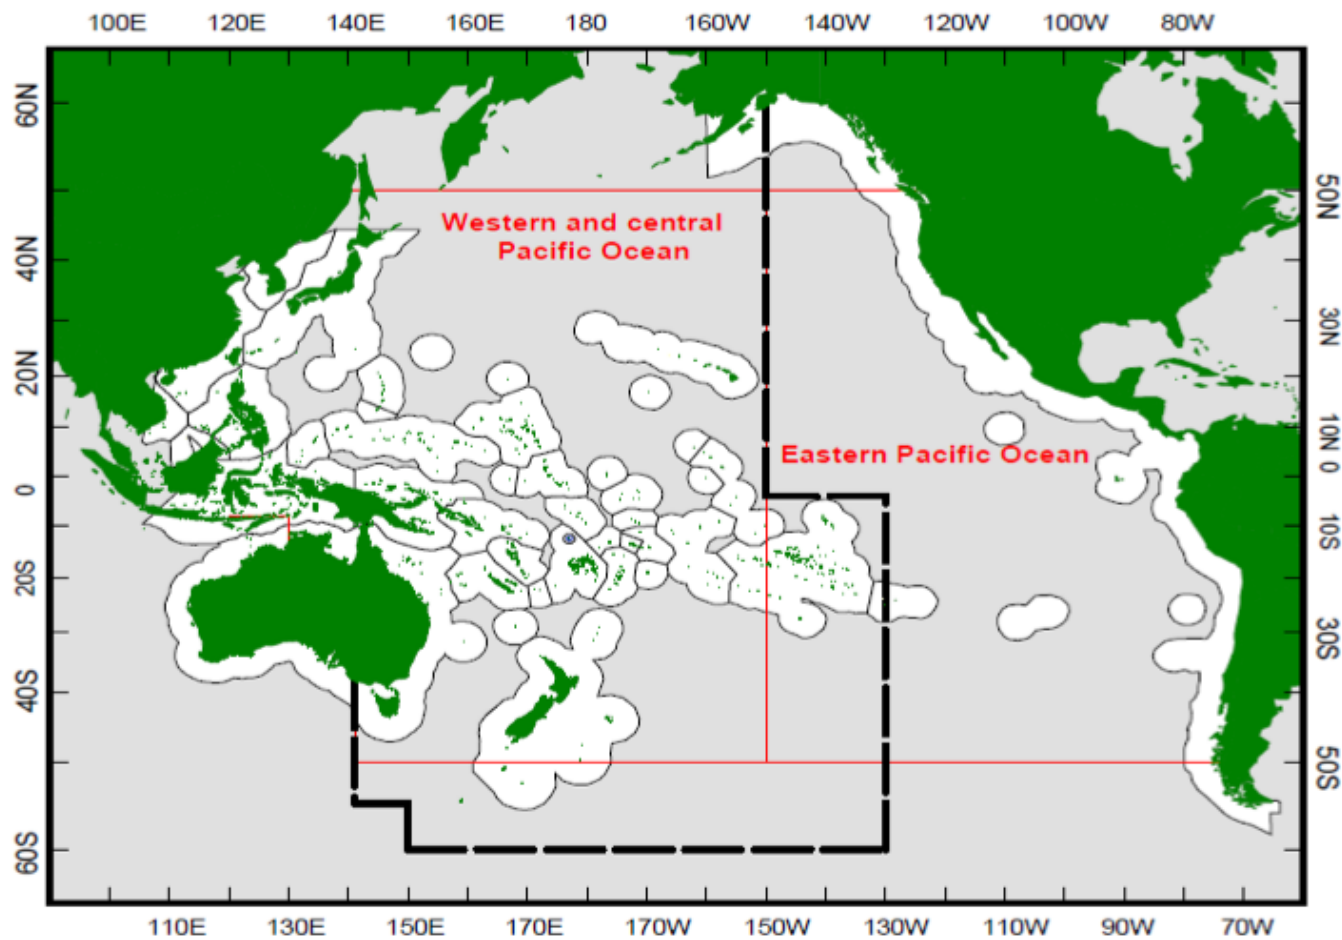 100E 120E 140E 160E 180 160W 140W 120W 100W 80W
60N
50N
Western and central
Pacific Ocean
40N
30N
20N
10N
Eastern Pacific Ocean
0
0
10S
20S
30S
40S
50S
60S
110E 130E 150E 170E 170W 150W 130W 110W 90W 70W